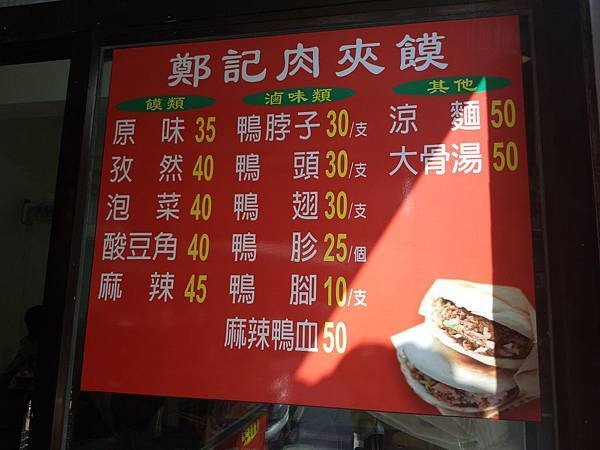 鄭記肉夾饃
饃類
原味 35
孜然 40
泡菜 40
酸豆角 40
麻辣 45
滷味類
鴨脖子 30/支
鴨頭 30/支
鴨翅 30/支
鴨胗 25/個
鴨腳 10/支
麻辣鴨血 50
其他
涼麵 50
大骨湯 50